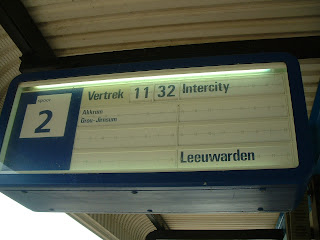 spoor
2
Vertrek 11 32 Intercity
Akkrum
Grou-Jirnsum
Leeuwarden